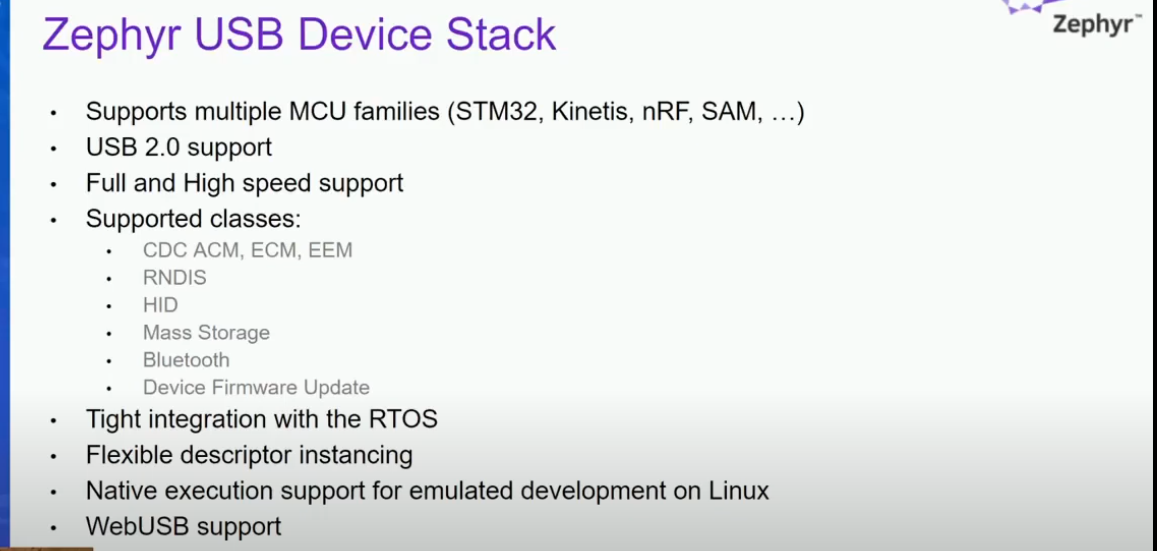 Zephyr USB Device Stack
Zephyr™
• Supports multiple MCU families (STM32, Kinetis, nRF, SAM, …)
• USB 2.0 support
• Full and High speed support
• Supported classes:
• CDC ACM, ECM, EEM
• RNDIS
• HID
• Mass Storage
• Bluetooth
• Device Firmware Update
• Tight integration with the RTOS
• Flexible descriptor instancing
• Native execution support for emulated development on Linux
• WebUSB support